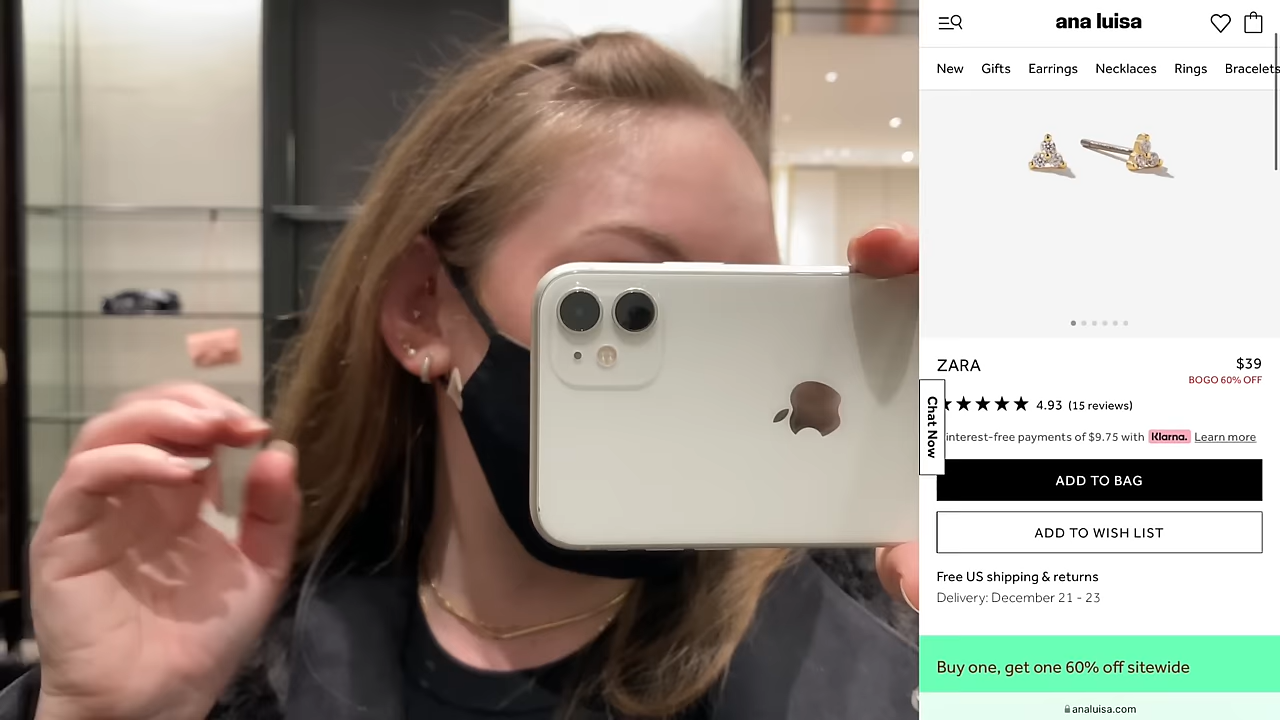 ana luisa
New Gifts Earrings Necklaces Rings Bracelets
ZARA
$39
BOGO 60% OFF
4.93 (15 reviews)
interest-free payments of $9.75 with Klarna. Learn more
Chat Now
ADD TO BAG
ADD TO WISH LIST
Free US shipping & returns
Delivery: December 21 - 23
Buy one, get one 60% off sitewide
analuisa.com